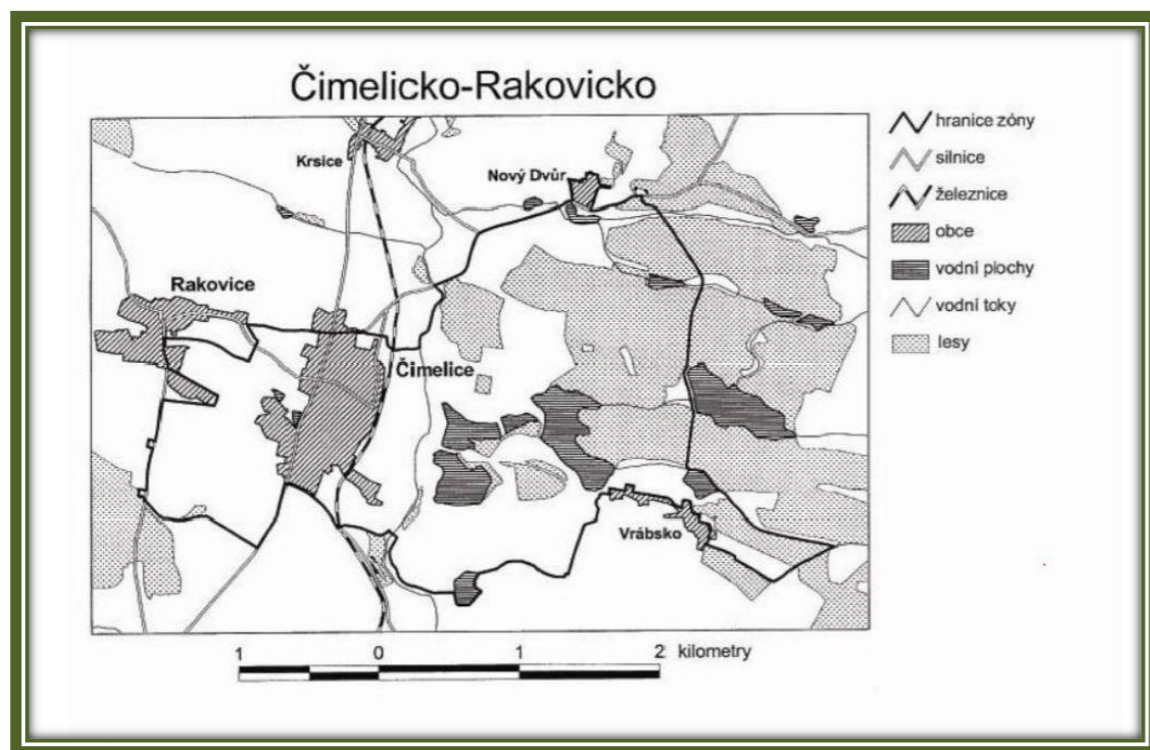 Čimelicko-Rakovicko
hranice zóny
silnice
železnice
obce
vodní plochy
vodní toky
lesy
Krsice
Nový Dvůr
Rakovice
Čimelice
Vrábsko
1 0 1 2 kilometry